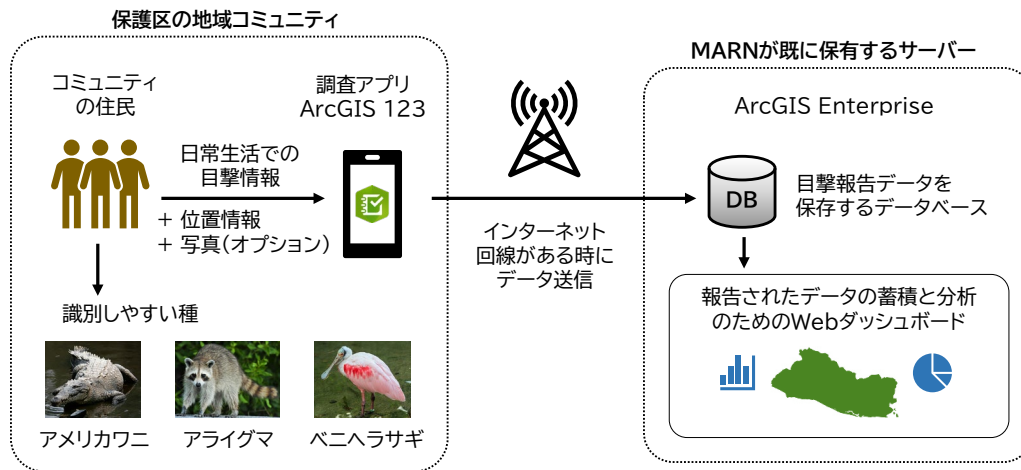 保護区の地域コミュニティ
コミュニティ
の住民
調査アプリ
ArcGIS 123
日常生活での
目撃情報
+ 位置情報
+ 写真(オプション)
識別しやすい種
アメリカワニ
アライグマ
ベニヘラサギ
インターネット
回線がある時に
データ送信
MARNが既に保有するサーバー
ArcGIS Enterprise
DB
目撃報告データを
保存するデータベース
報告されたデータの蓄積と分析
のためのWebダッシュボード